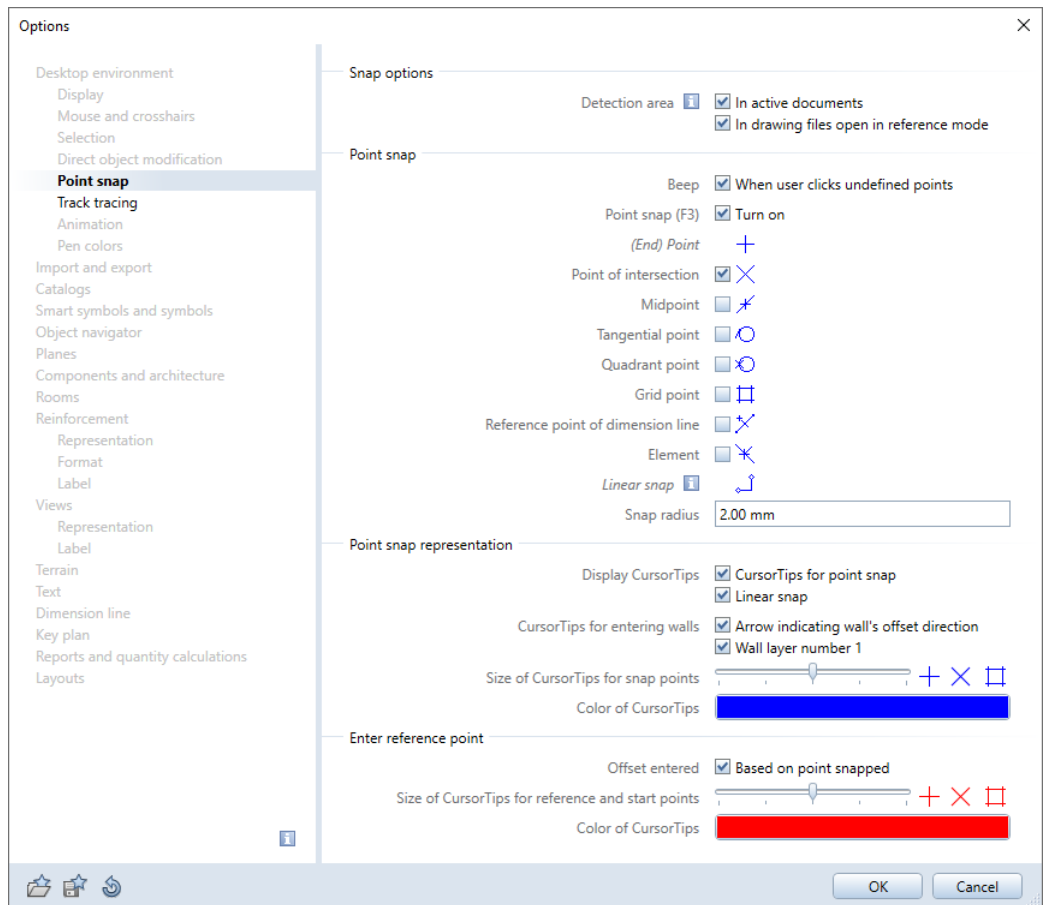 Options
Desktop environment
Display
Mouse and crosshairs
Selection
Direct object modification
Point snap
Track tracing
Animation
Pen colors
Import and export
Catalogs
Smart symbols and symbols
Object navigator
Planes
Components and architecture
Rooms
Reinforcement
Representation
Format
Label
Views
Representation
Label
Terrain
Text
Dimension line
Key plan
Reports and quantity calculations
Layouts
Snap options
Detection area In active documents
In drawing files open in reference mode
Point snap
Beep When user clicks undefined points
Point snap (F3) Turn on
(End) Point
Point of intersection
Midpoint
Tangential point
Quadrant point
Grid point
Reference point of dimension line
Element
Linear snap
Snap radius 2.00 mm
Point snap representation
Display CursorTips CursorTips for point snap
Linear snap
CursorTips for entering walls Arrow indicating wall's offset direction
Wall layer number 1
Size of CursorTips for snap points
Color of CursorTips
Enter reference point
Offset entered Based on point snapped
Size of CursorTips for reference and start points
Color of CursorTips
OK Cancel